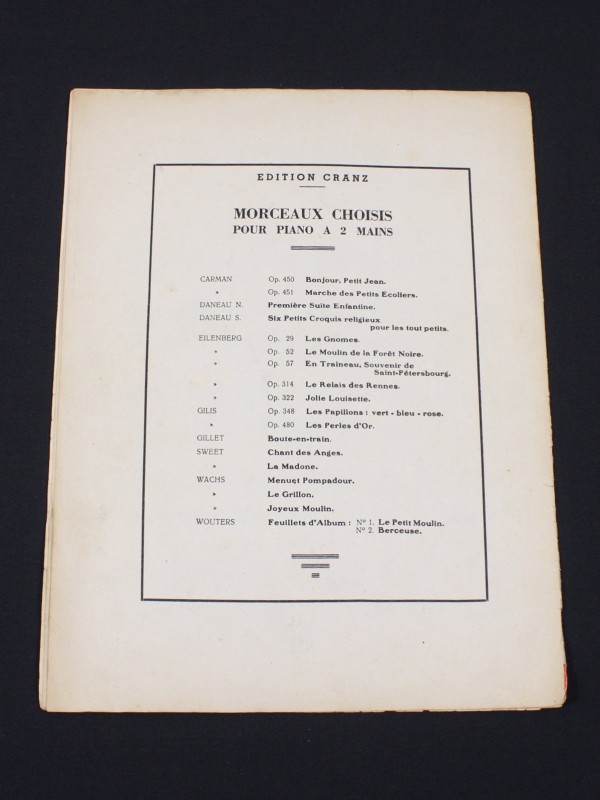 EDITION CRANZ
MORCEAUX CHOISIS
POUR PIANO A 2 MAINS
CARMAN Op. 450 Bonjour, Petit Jean.
» Op. 451 Marche des Petits Ecoliers.
DANEAU N. Première Suite Enfantine.
DANEAU S. Six Petits Croquis religieux
pour les tout petits.
EILENBERG Op. 29 Les Gnomes.
» Op. 52 Le Moulin de la Forêt Noire.
» Op. 57 En Traîneau, Souvenir de
Saint-Pétersbourg.
» Op. 314 Le Relais des Rennes.
» Op. 322 Jolie Louisette.
GILIS Op. 348 Les Papillons : vert - bleu - rose.
» Op. 480 Les Perles d'Or.
GILLET Boute-en-train.
SWEET Chant des Anges.
» La Madone.
WACHS Menuet Pompadour.
» Le Grillon.
» Joyeux Moulin.
WOUTERS Feuillets d'Album : N° 1. Le Petit Moulin.
N° 2. Berceuse.